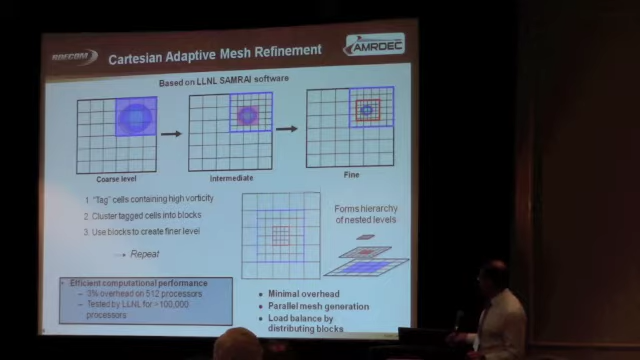 RDECOM
Cartesian Adaptive Mesh Refinement
AMRDEC
Based on LLNL SAMRAI software
Coarse level
Intermediate
Fine
1. "Tag" cells containing high vorticity
2. Cluster tagged cells into blocks
3. Use blocks to create finer level
Repeat
Forms hierarchy
of nested levels
• Efficient computational performance
– 3% overhead on 512 processors
– Tested by LLNL for >100,000
processors
• Minimal overhead
• Parallel mesh generation
• Load balance by
distributing blocks